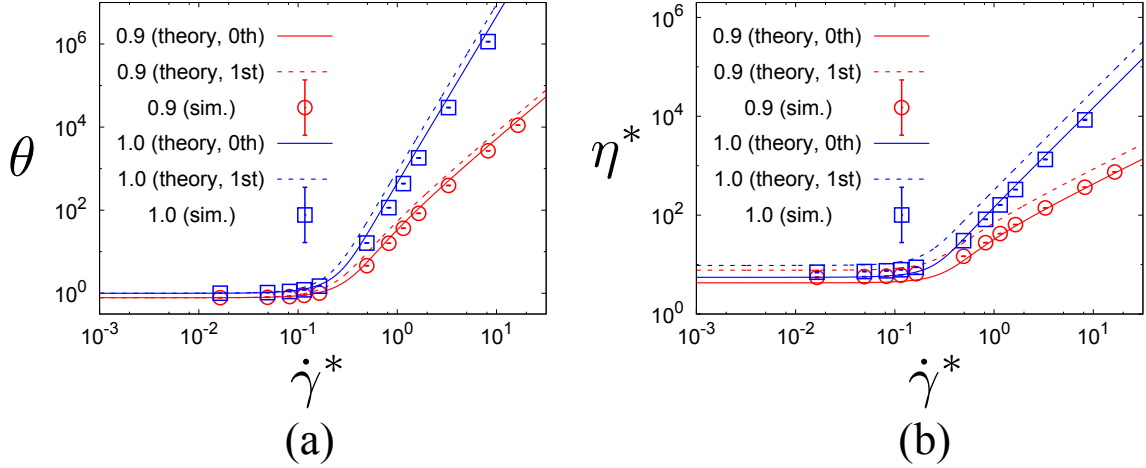 θ
10^6
10^4
10^2
10^0
0.9 (theory, 0th)
0.9 (theory, 1st)
0.9 (sim.)
1.0 (theory, 0th)
1.0 (theory, 1st)
1.0 (sim.)
10^-3 10^-2 10^-1 10^0 10^1
γ̇*
(a)
η*
10^6
10^4
10^2
10^0
0.9 (theory, 0th)
0.9 (theory, 1st)
0.9 (sim.)
1.0 (theory, 0th)
1.0 (theory, 1st)
1.0 (sim.)
10^-3 10^-2 10^-1 10^0 10^1
γ̇*
(b)